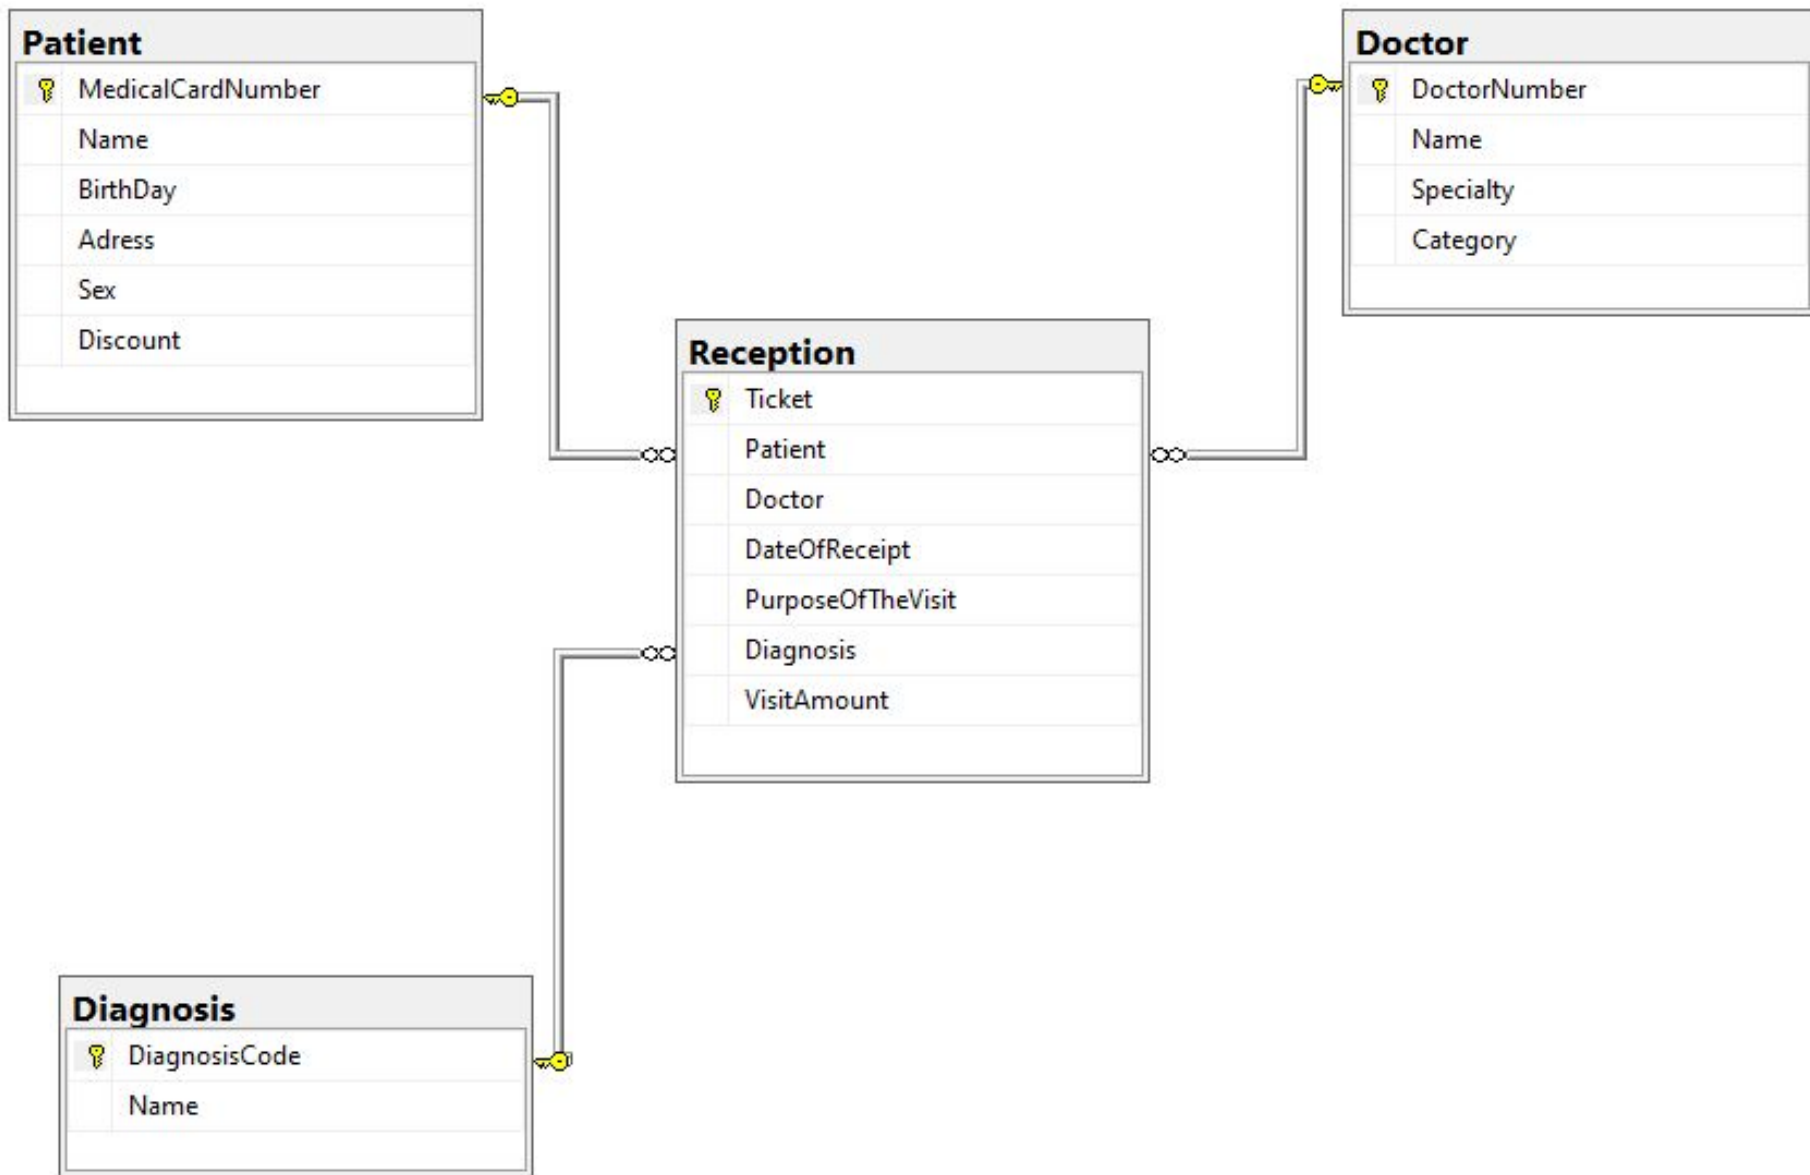 Patient
MedicalCardNumber
Name
BirthDay
Adress
Sex
Discount
Doctor
DoctorNumber
Name
Specialty
Category
Reception
Ticket
Patient
Doctor
DateOfReceipt
PurposeOfTheVisit
Diagnosis
VisitAmount
Diagnosis
DiagnosisCode
Name